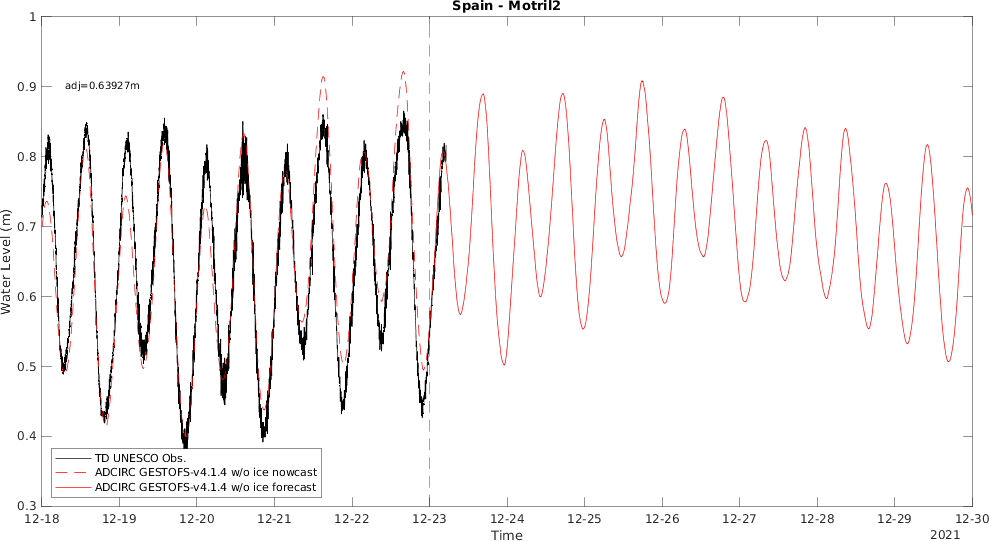 Spain - Motril2
adj=0.63927m
Water Level (m)
1
0.9
0.8
0.7
0.6
0.5
0.4
0.3
TD UNESCO Obs.
ADCIRC GESTOFS-v4.1.4 w/o ice nowcast
ADCIRC GESTOFS-v4.1.4 w/o ice forecast
12-18 12-19 12-20 12-21 12-22 12-23 12-24 12-25 12-26 12-27 12-28 12-29 12-30
Time
2021